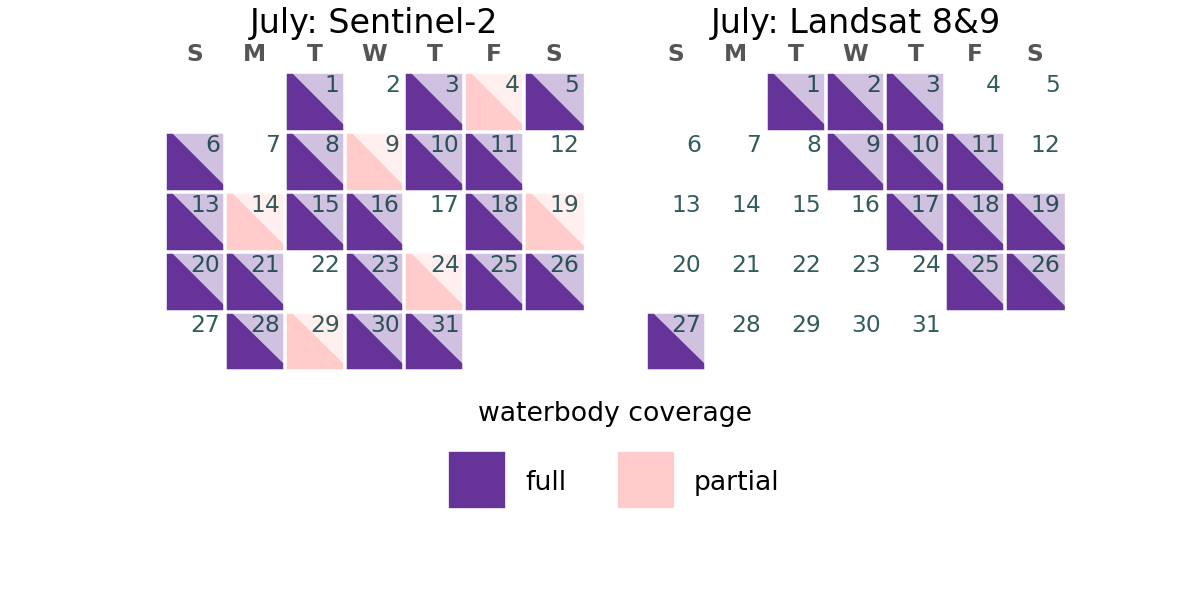 July: Sentinel-2
S M T W T F S
1 2 3 4 5
6 7 8 9 10 11 12
13 14 15 16 17 18 19
20 21 22 23 24 25 26
27 28 29 30 31
July: Landsat 8&9
S M T W T F S
1 2 3 4 5
6 7 8 9 10 11 12
13 14 15 16 17 18 19
20 21 22 23 24 25 26
27 28 29 30 31
waterbody coverage
full partial